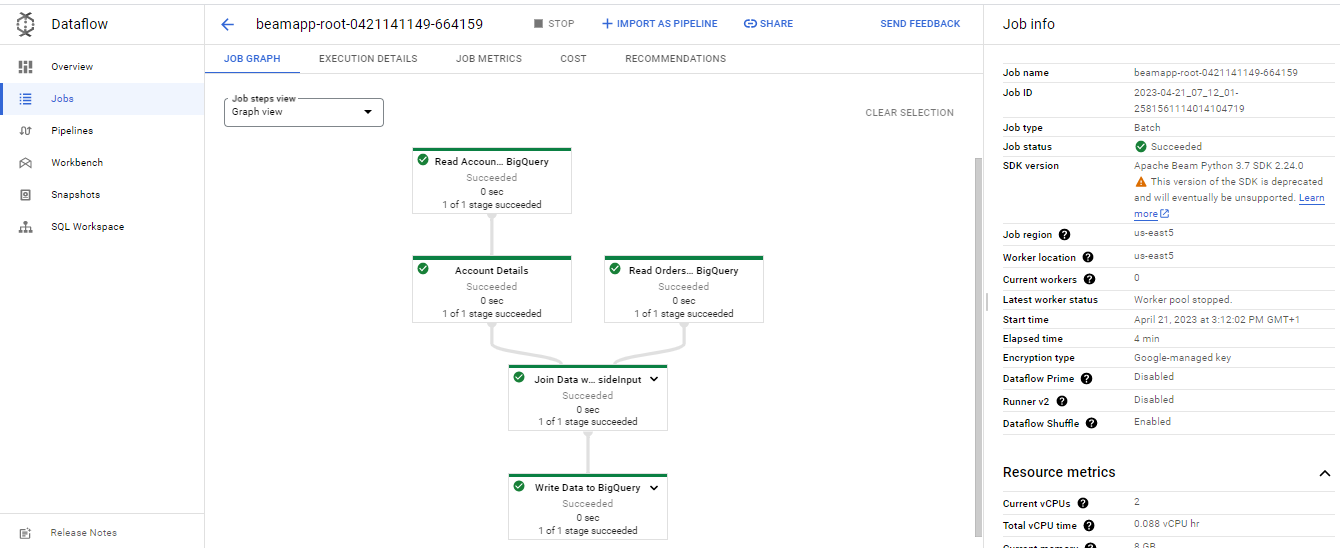 Dataflow
Overview
Jobs
Pipelines
Workbench
Snapshots
SQL Workspace
Release Notes
beamapp-root-0421141149-664159
STOP
IMPORT AS PIPELINE
SHARE
SEND FEEDBACK
JOB GRAPH
EXECUTION DETAILS
JOB METRICS
COST
RECOMMENDATIONS
Job steps view
Graph view
CLEAR SELECTION
Read Accoun... BigQuery
Succeeded
0 sec
1 of 1 stage succeeded
Account Details
Succeeded
0 sec
1 of 1 stage succeeded
Read Orders... BigQuery
Succeeded
0 sec
1 of 1 stage succeeded
Join Data w... sideInput
Succeeded
0 sec
1 of 1 stage succeeded
Write Data to BigQuery
Succeeded
0 sec
1 of 1 stage succeeded
Job info
Job name beamapp-root-0421141149-664159
Job ID 2023-04-21_07_12_01-
2581561114014104719
Job type Batch
Job status Succeeded
SDK version Apache Beam Python 3.7 SDK 2.24.0
This version of the SDK is deprecated
and will eventually be unsupported. Learn
more
Job region us-east5
Worker location us-east5
Current workers 0
Latest worker status Worker pool stopped.
Start time April 21, 2023 at 3:12:02 PM GMT+1
Elapsed time 4 min
Encryption type Google-managed key
Dataflow Prime Disabled
Runner v2 Disabled
Dataflow Shuffle Enabled
Resource metrics
Current vCPUs 2
Total vCPU time 0.088 vCPU hr
Current memory 8 GB